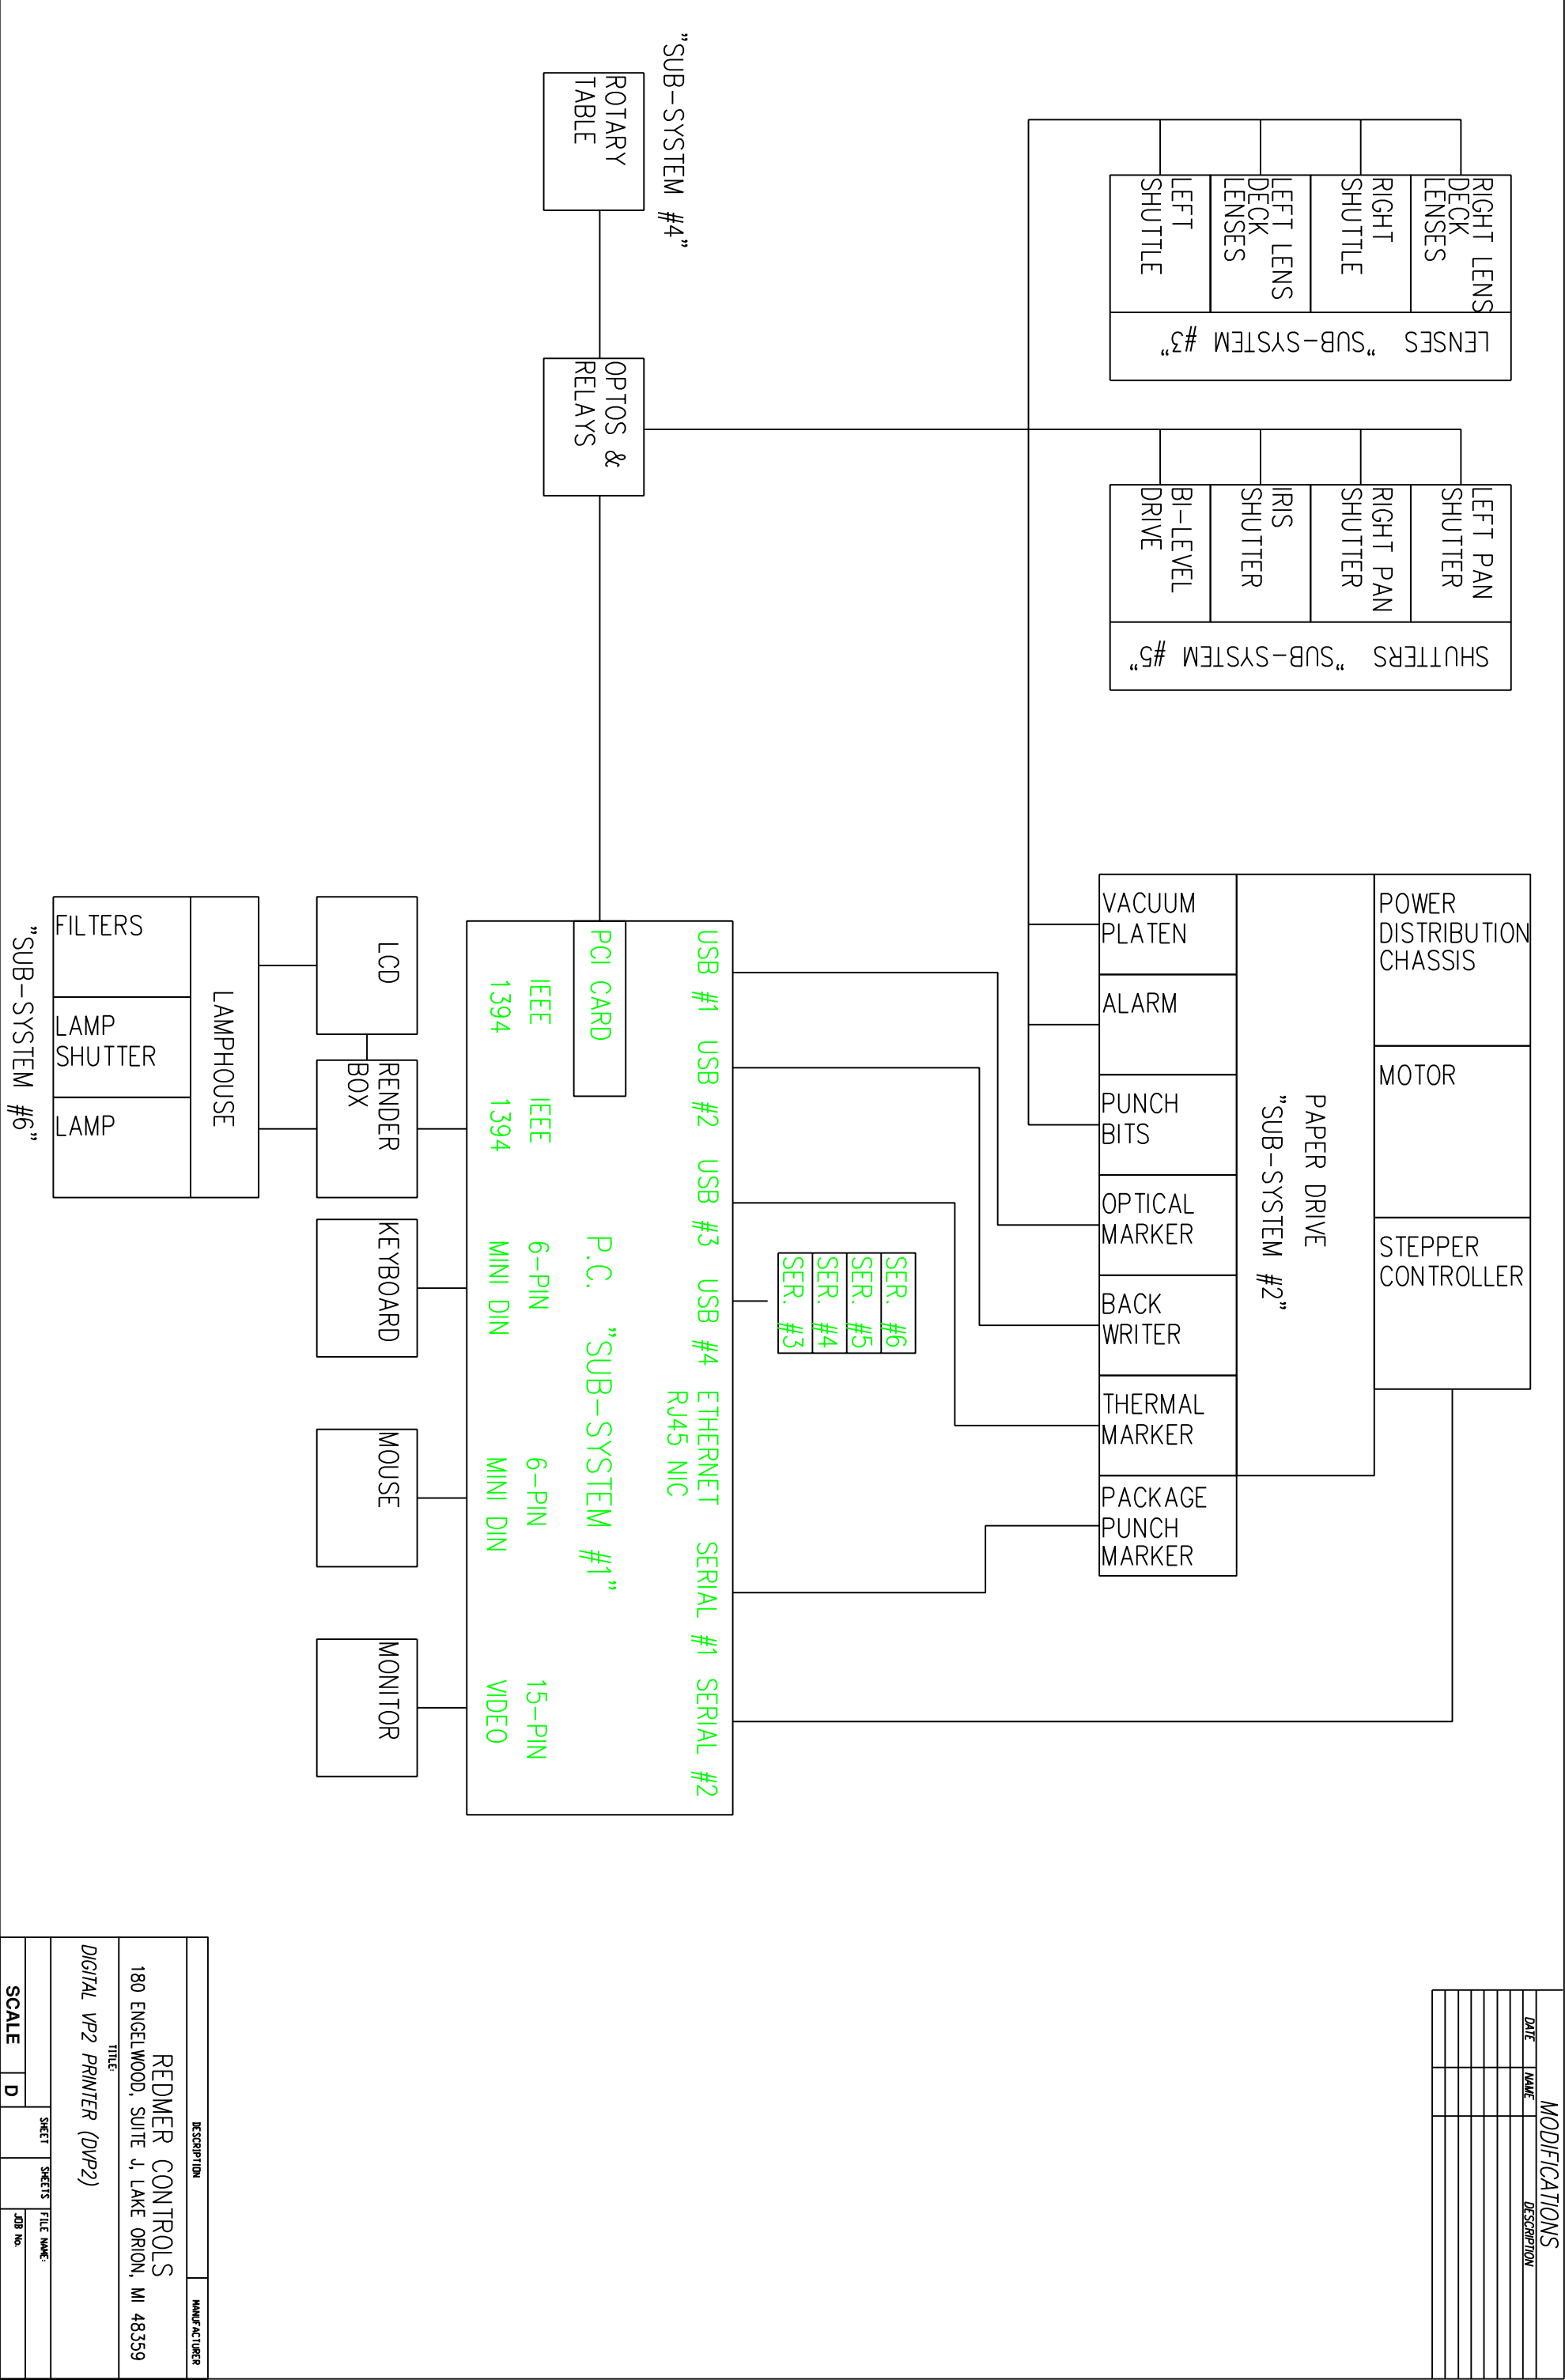 MODIFICATIONS
DATE
NAME
DESCRIPTION
RIGHT LENS
DECK
LENSES
RIGHT
SHUTTLE
LEFT LENS
DECK
LENSES
LEFT
SHUTTLE
LENSES "SUB-SYSTEM #3"
LEFT PAN
SHUTTER
RIGHT PAN
SHUTTER
IRIS
SHUTTER
BI-LEVEL
DRIVE
SHUTTERS "SUB-SYSTEM #5"
POWER
DISTRIBUTION
CHASSIS
MOTOR
STEPPER
CONTROLLER
PAPER DRIVE
"SUB-SYSTEM #2"
VACUUM
PLATEN
ALARM
PUNCH
BITS
OPTICAL
MARKER
BACK
WRITER
THERMAL
MARKER
PACKAGE
PUNCH
MARKER
SER. #6
SER. #5
SER. #4
SER. #3
"SUB-SYSTEM #4"
ROTARY
TABLE
OPTOS &
RELAYS
USB #1
USB #2
USB #3
USB #4
ETHERNET
RJ45 NIC
SERIAL #1
SERIAL #2
PCI CARD
P.C. "SUB-SYSTEM #1"
IEEE
1394
IEEE
1394
6-PIN
MINI DIN
6-PIN
MINI DIN
15-PIN
VIDEO
LCD
RENDER
BOX
KEYBOARD
MOUSE
MONITOR
LAMPHOUSE
FILTERS
LAMP
SHUTTER
LAMP
"SUB-SYSTEM #6"
DESCRIPTION
MANUFACTURER
REDMER CONTROLS
180 ENGELWOOD, SUITE J, LAKE ORION, MI 48359
TITLE:
DIGITAL VP2 PRINTER (DVP2)
SCALE
D
SHEET
SHEETS
FILE NAME:
JOB No.